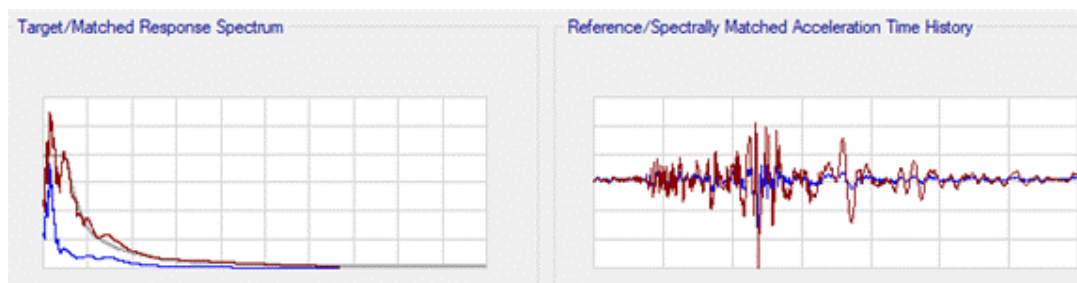 Target/Matched Response Spectrum
Reference/Spectrally Matched Acceleration Time History